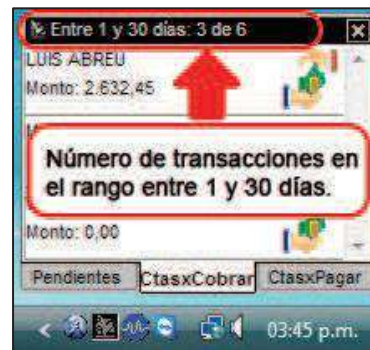 Entre 1 y 30 días: 3 de 6
LUIS ABREU
Monto: 2.632,45
Número de transacciones en
el rango entre 1 y 30 días.
Monto: 0,00
Pendientes CtasxCobrar CtasxPagar
03:45 p.m.